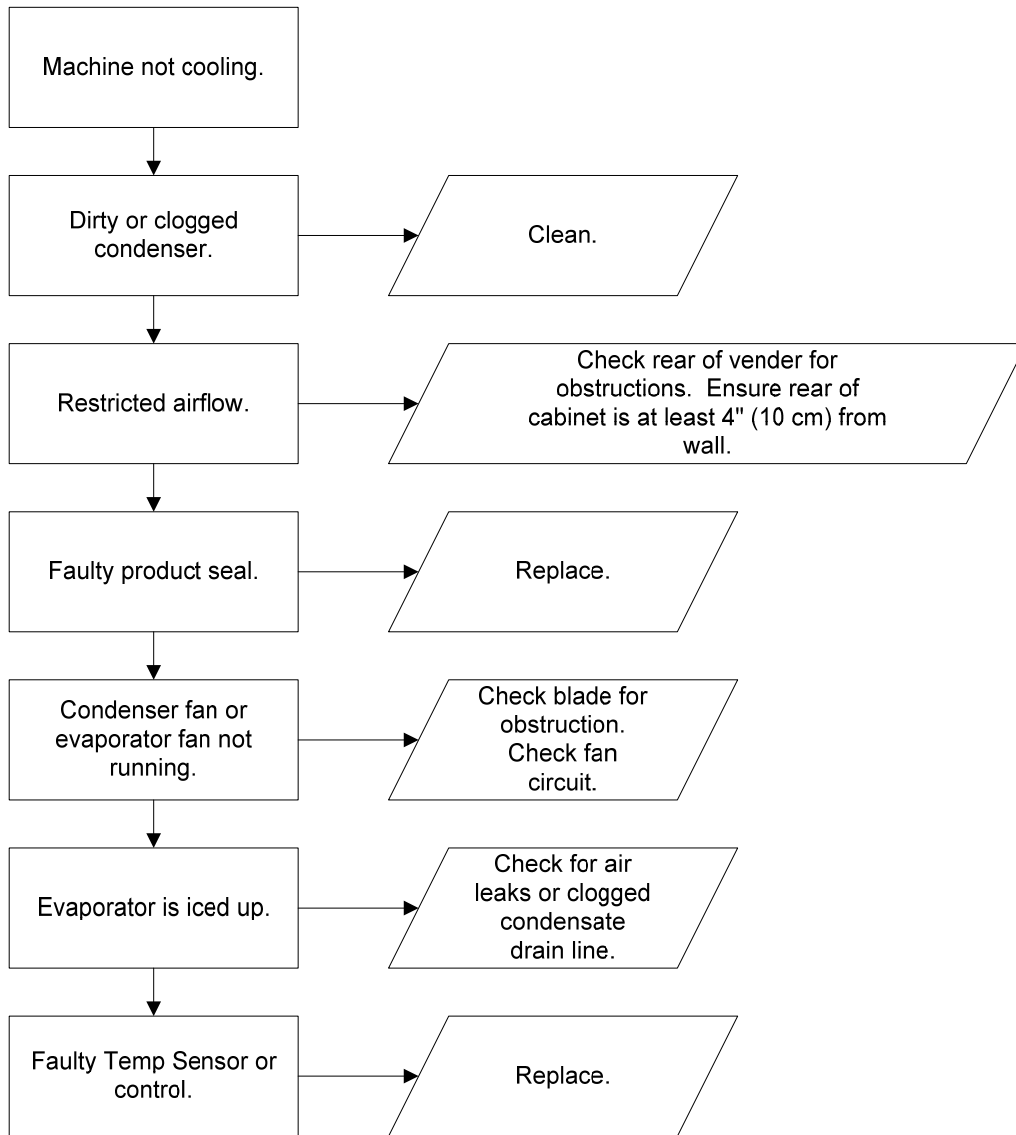 Machine not cooling.
Dirty or clogged
condenser.
Clean.
Restricted airflow.
Check rear of vender for
obstructions.  Ensure rear of
cabinet is at least 4" (10 cm) from
wall.
Faulty product seal.
Replace.
Condenser fan or
evaporator fan not
running.
Check blade for
obstruction.
Check fan
circuit.
Evaporator is iced up.
Check for air
leaks or clogged
condensate
drain line.
Faulty Temp Sensor or
control.
Replace.